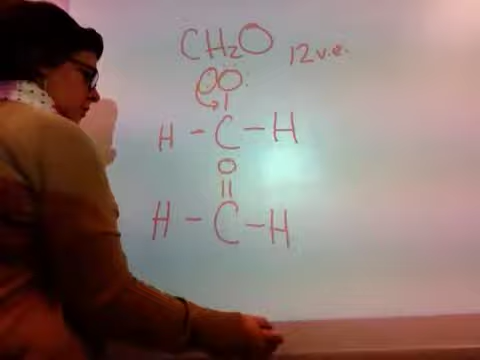 CH₂O 12 v.e.
O:
H - C - H
O
||
H - C - H